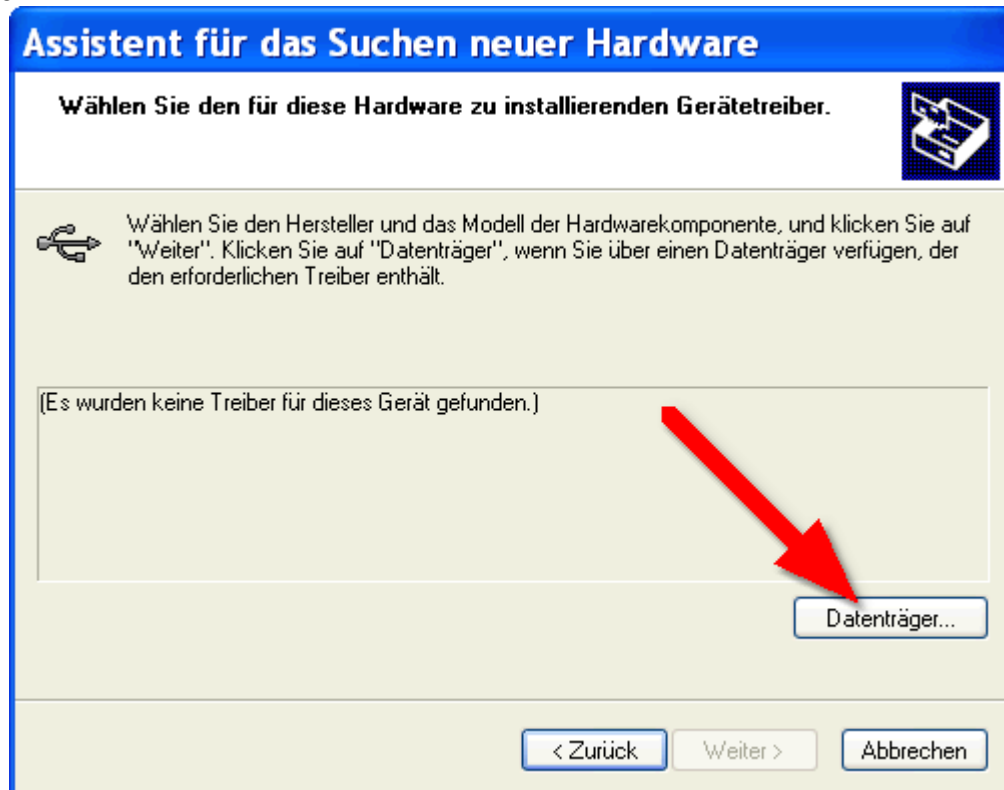 Assistent für das Suchen neuer Hardware
Wählen Sie den für diese Hardware zu installierenden Gerätetreiber.
Wählen Sie den Hersteller und das Modell der Hardwarekomponente, und klicken Sie auf
"Weiter". Klicken Sie auf "Datenträger", wenn Sie über einen Datenträger verfügen, der
den erforderlichen Treiber enthält.
(Es wurden keine Treiber für dieses Gerät gefunden.)
Datenträger...
< Zurück Weiter > Abbrechen